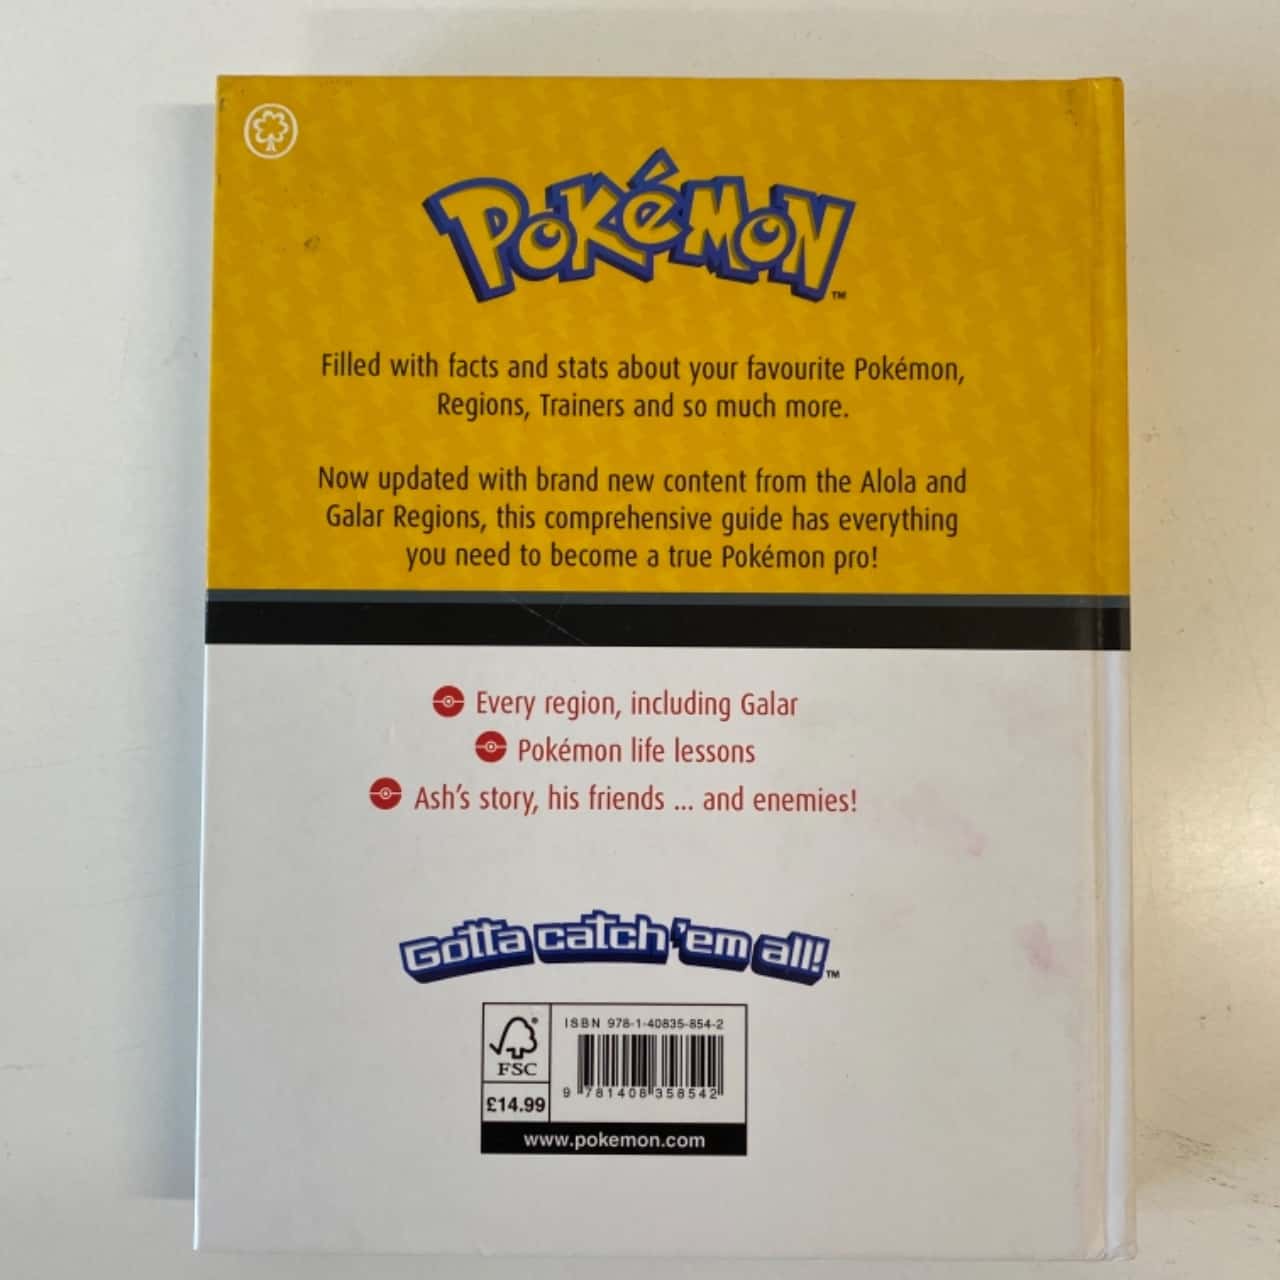 POKéMON
™
Filled with facts and stats about your favourite Pokémon,
Regions, Trainers and so much more.
Now updated with brand new content from the Alola and
Galar Regions, this comprehensive guide has everything
you need to become a true Pokémon pro!
Every region, including Galar
Pokémon life lessons
Ash's story, his friends ... and enemies!
Gotta catch 'em all!™
®
FSC
£14.99
ISBN 978-1-40835-854-2
9 781408 358542
www.pokemon.com